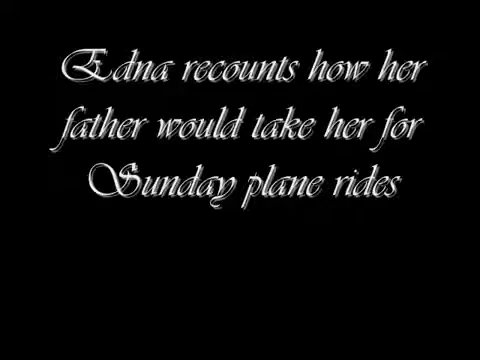 Edna recounts how her
father would take her for
Sunday plane rides